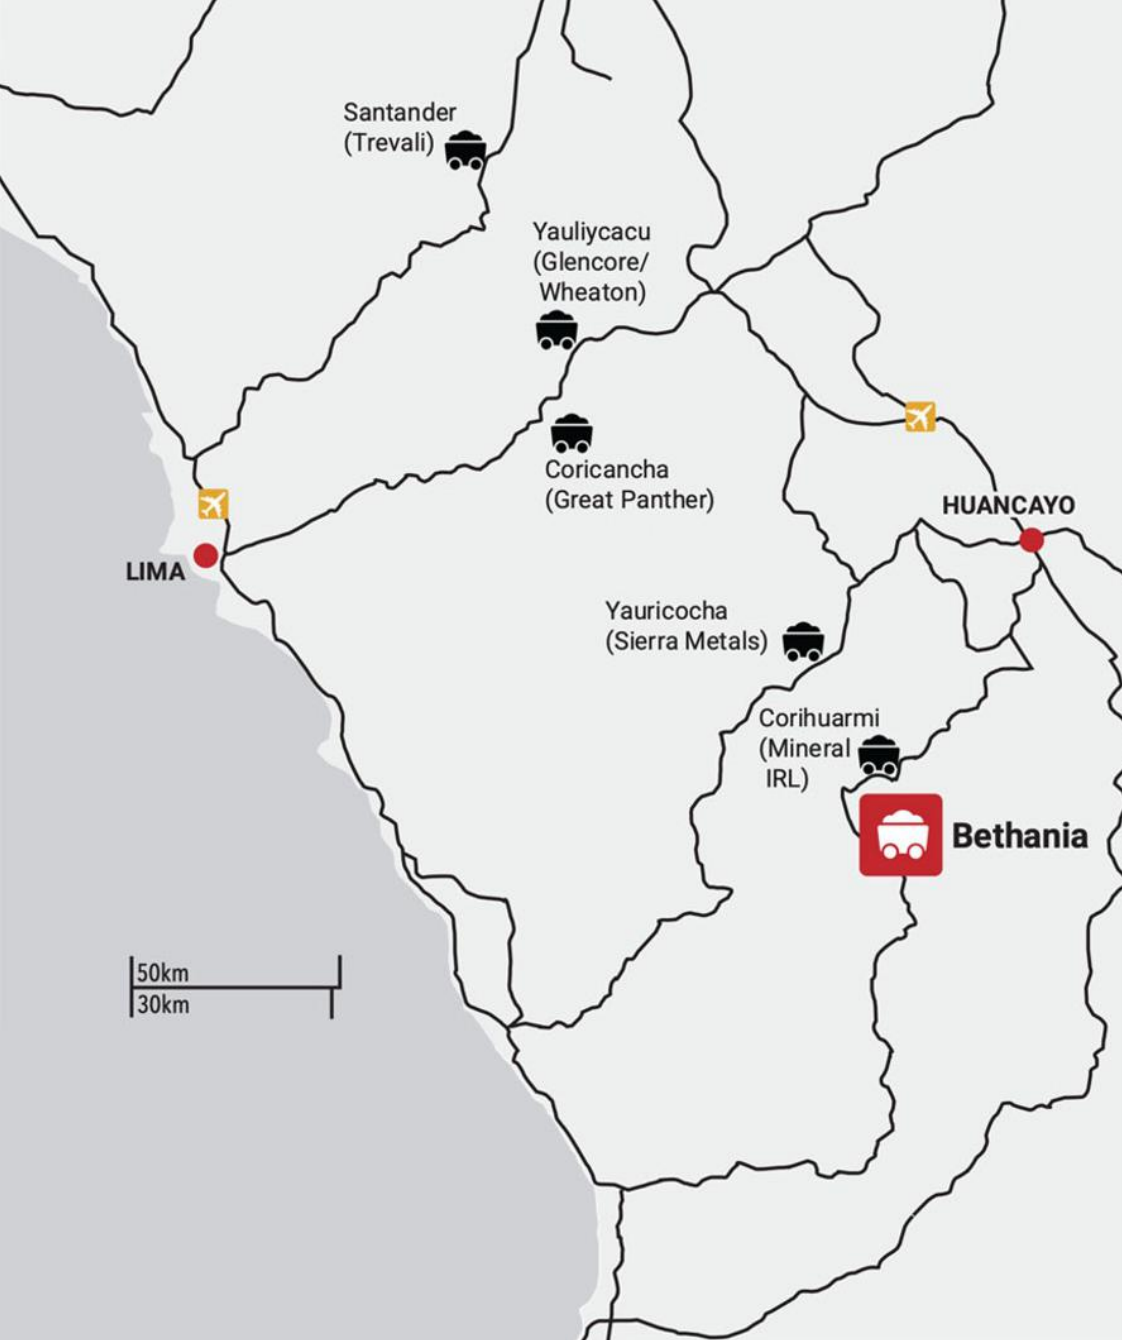 Santander
(Trevali)
Yauliycacu
(Glencore/
Wheaton)
Coricancha
(Great Panther)
HUANCAYO
LIMA
Yauricocha
(Sierra Metals)
Corihuarmi
(Mineral
IRL)
Bethania
50km
30km